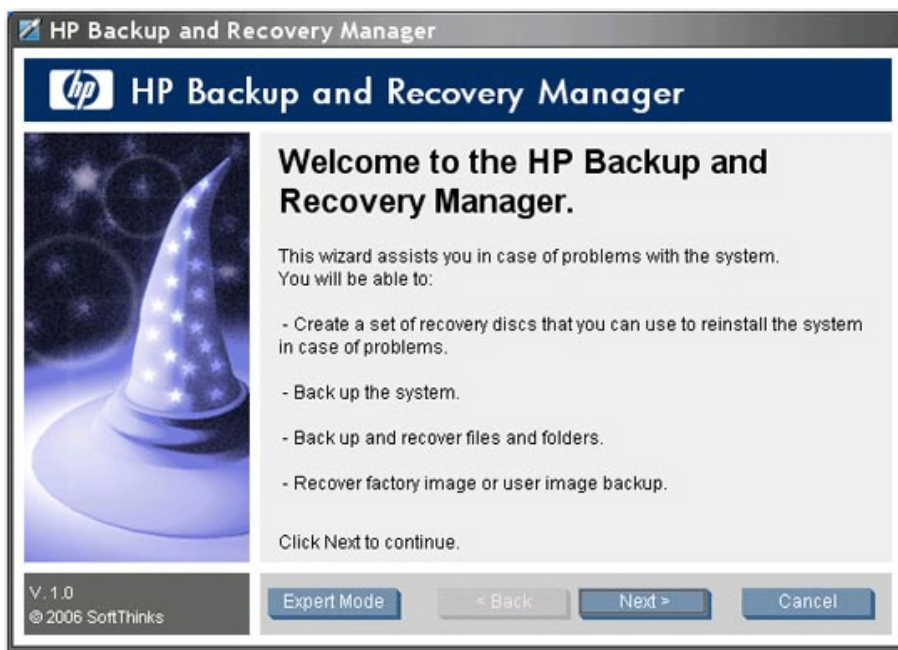 HP Backup and Recovery Manager
hp HP Backup and Recovery Manager
Welcome to the HP Backup and
Recovery Manager.
This wizard assists you in case of problems with the system.
You will be able to:
- Create a set of recovery discs that you can use to reinstall the system
in case of problems.
- Back up the system.
- Back up and recover files and folders.
- Recover factory image or user image backup.
Click Next to continue.
V. 1.0
© 2006 SoftThinks
Expert Mode < Back Next > Cancel